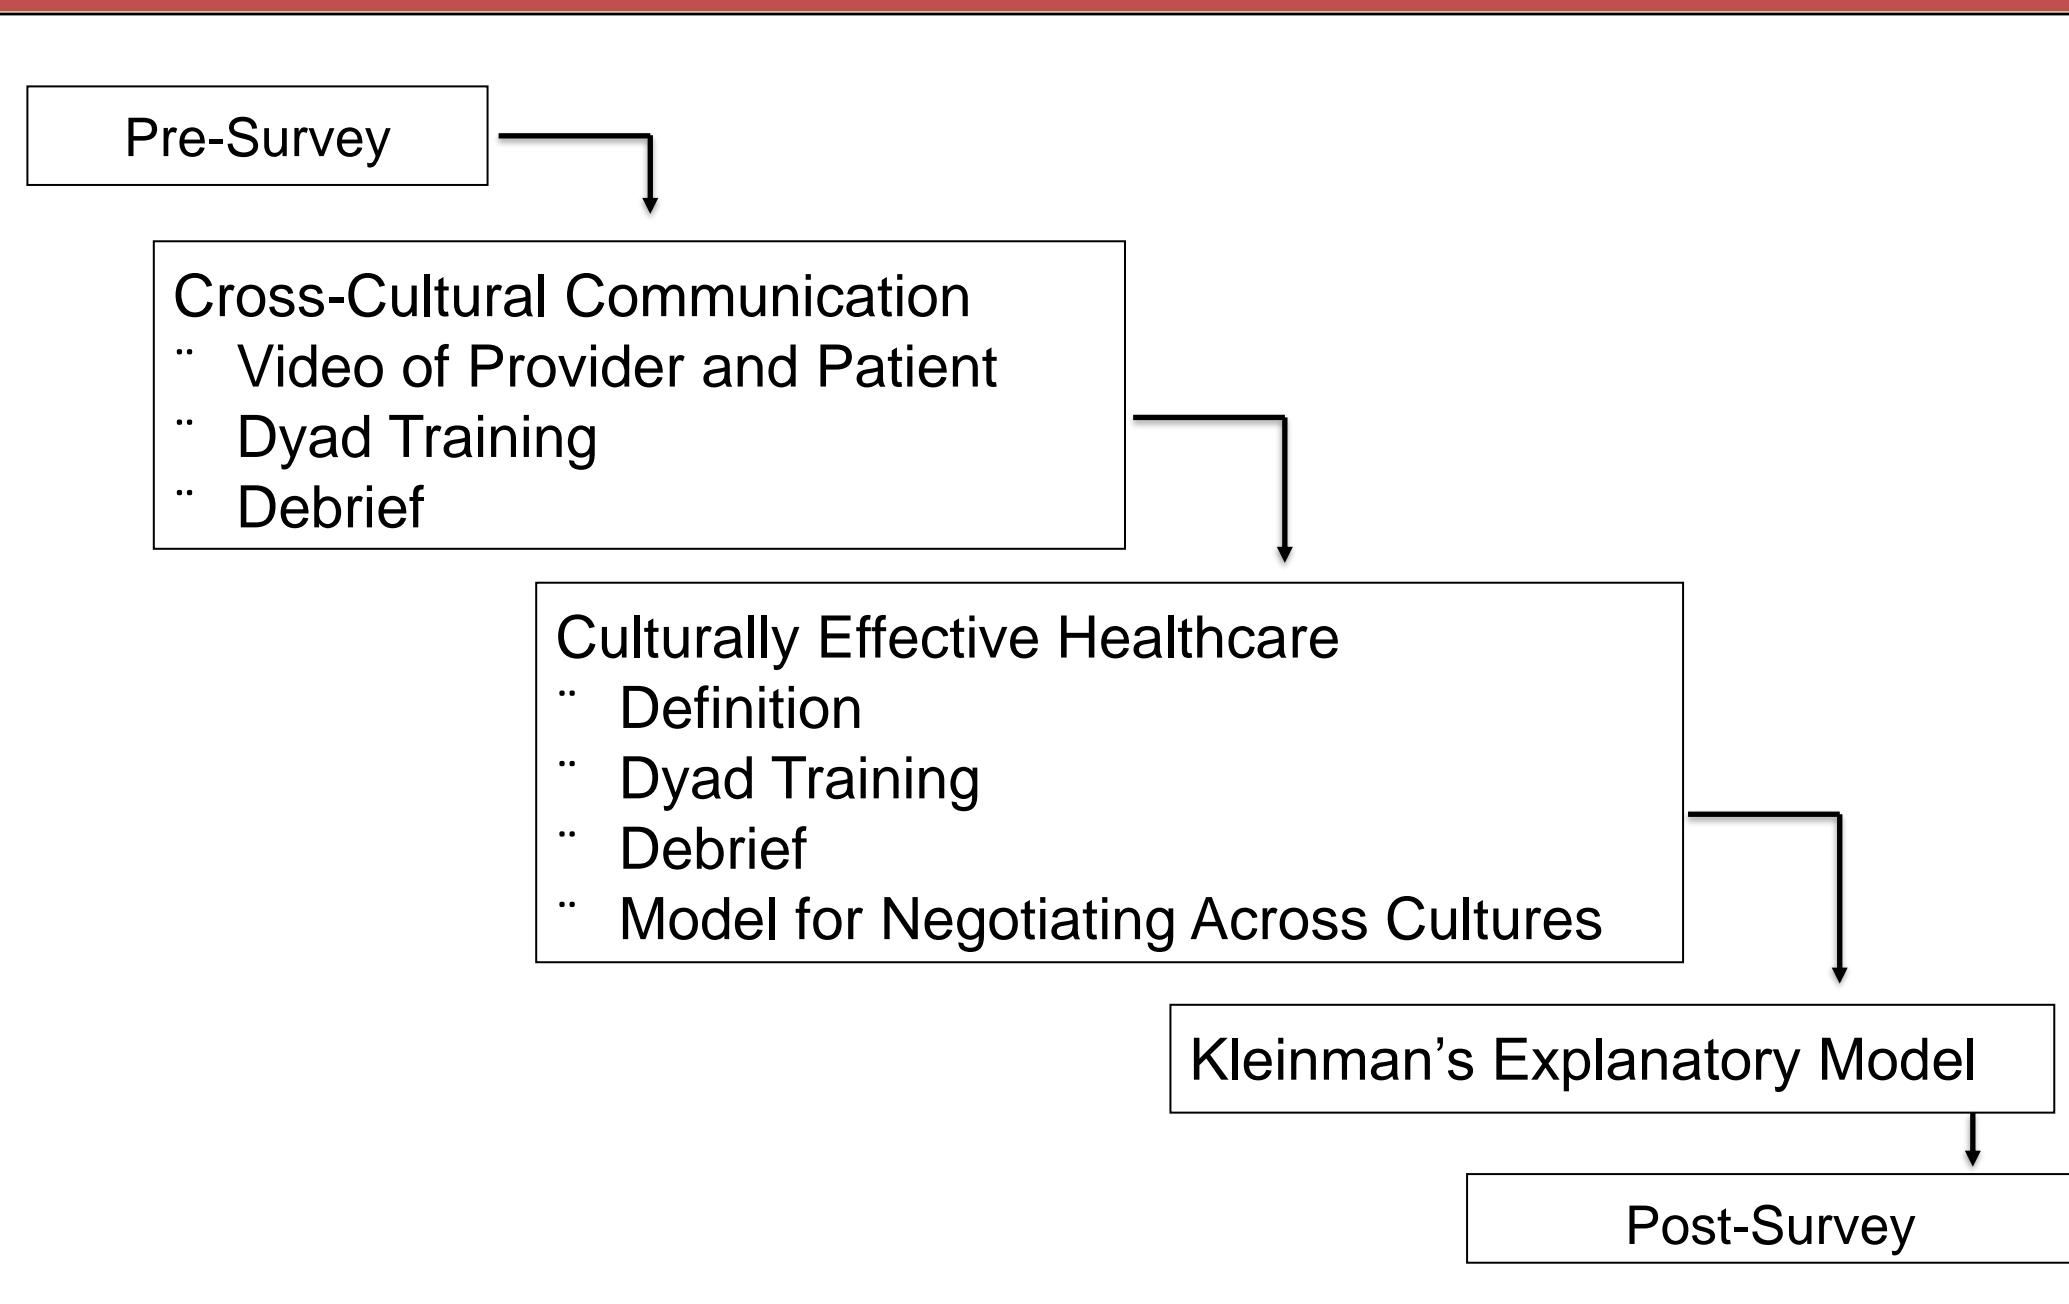 Pre-Survey
Cross-Cultural Communication
¨ Video of Provider and Patient
¨ Dyad Training
¨ Debrief
Culturally Effective Healthcare
¨ Definition
¨ Dyad Training
¨ Debrief
¨ Model for Negotiating Across Cultures
Kleinman’s Explanatory Model
Post-Survey